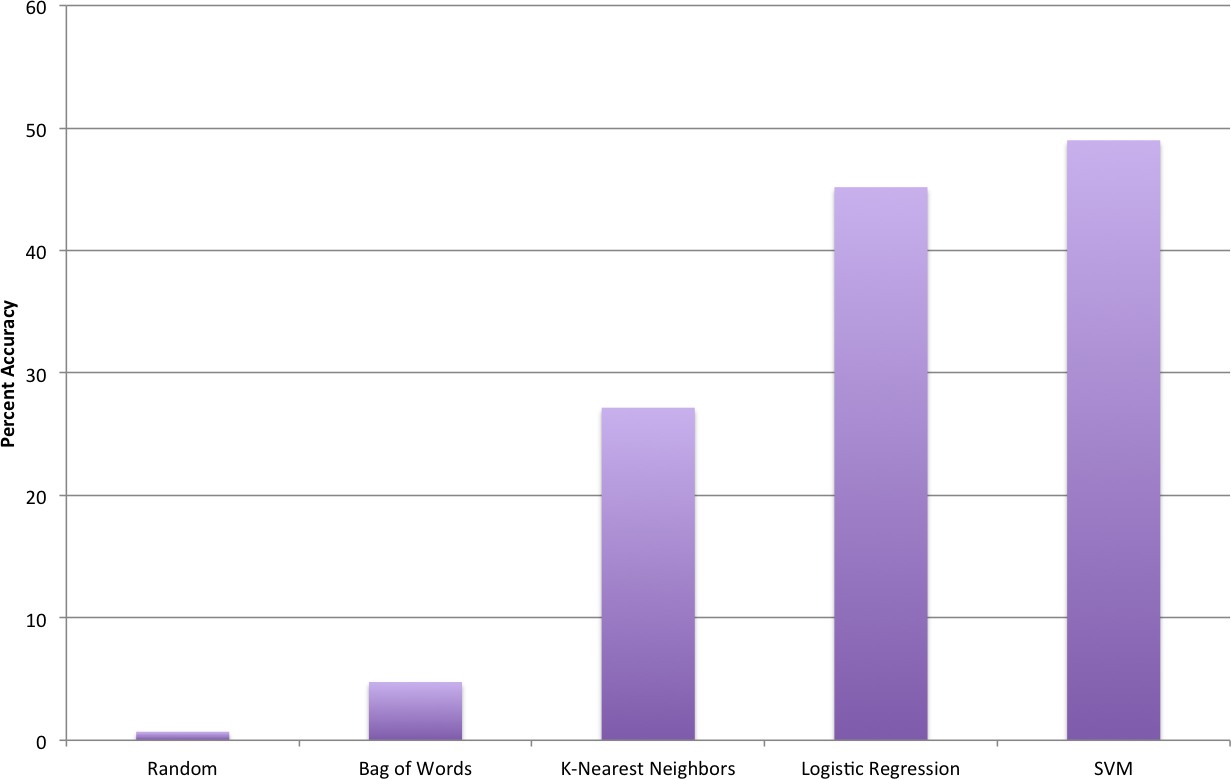 60
50
40
30
20
10
0
Percent Accuracy
Random
Bag of Words
K-Nearest Neighbors
Logistic Regression
SVM